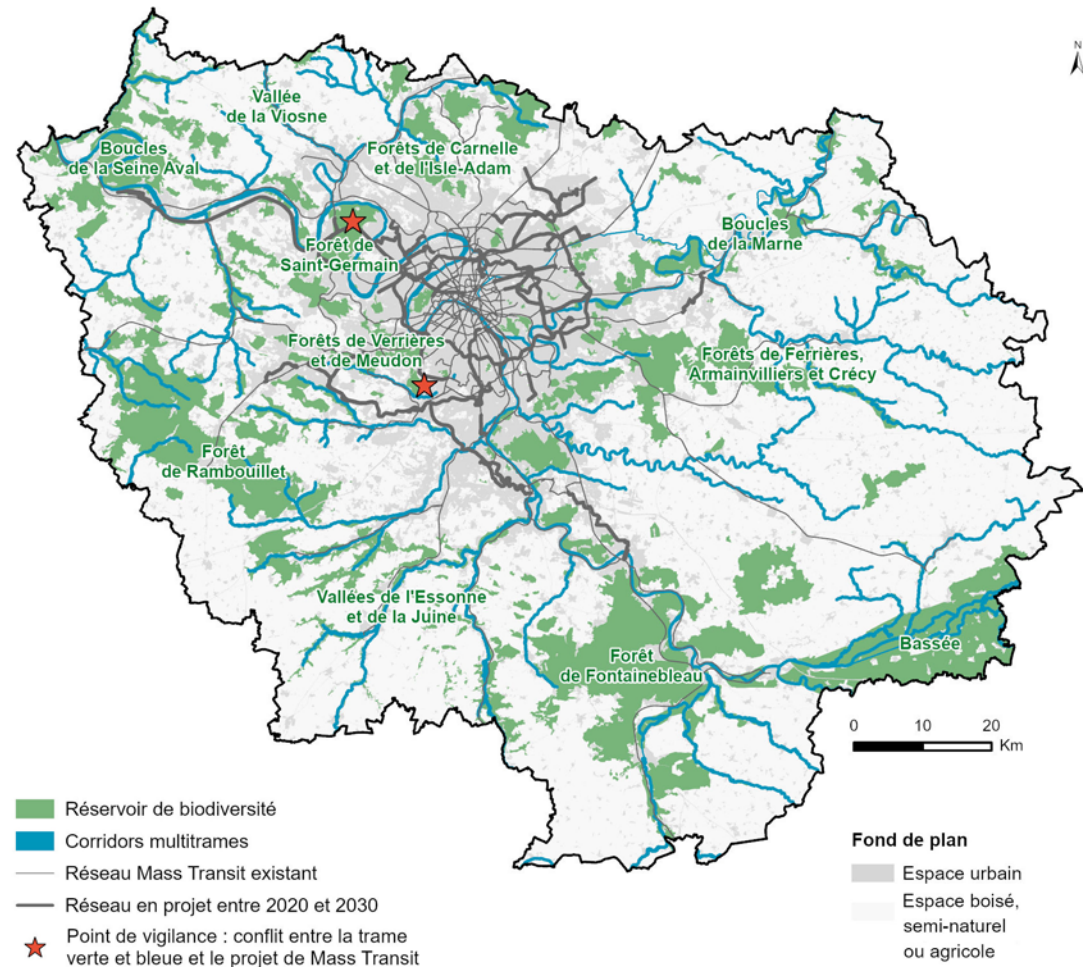 N
Vallée
de la Viosne
Boucles
de la Seine Aval
Forêts de Carnelle
et de l'Isle-Adam
Forêt de
Saint-Germain
Boucles
de la Marne
Forêts de Verrières
et de Meudon
Forêts de Ferrières,
Armainvilliers et Crécy
Forêt
de Rambouillet
Vallées de l'Essonne
et de la Juine
Forêt
de Fontainebleau
Bassée
0 10 20
Km
Réservoir de biodiversité
Corridors multitrames
Réseau Mass Transit existant
Réseau en projet entre 2020 et 2030
Point de vigilance : conflit entre la trame
verte et bleue et le projet de Mass Transit
Fond de plan
Espace urbain
Espace boisé,
semi-naturel
ou agricole